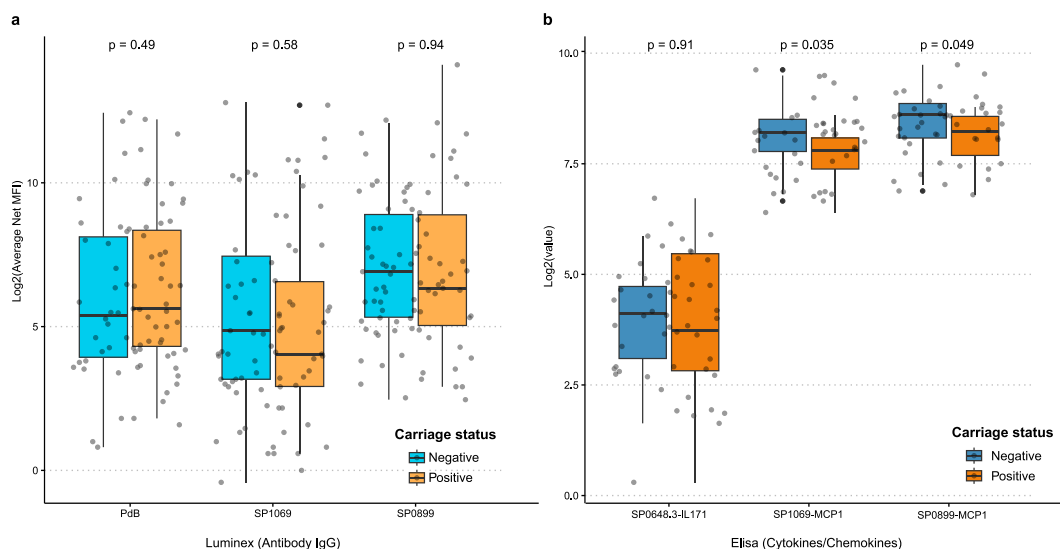 a
p = 0.49 p = 0.58 p = 0.94
Log2(Average Net MFI)
10
5
0
Carriage status
Negative
Positive
PdB SP1069 SP0899
Luminex (Antibody IgG)
b
p = 0.91 p = 0.035 p = 0.049
Log2(value)
10.0
7.5
5.0
2.5
0.0
Carriage status
Negative
Positive
SP0648.3-IL171 SP1069-MCP1 SP0899-MCP1
Elisa (Cytokines/Chemokines)